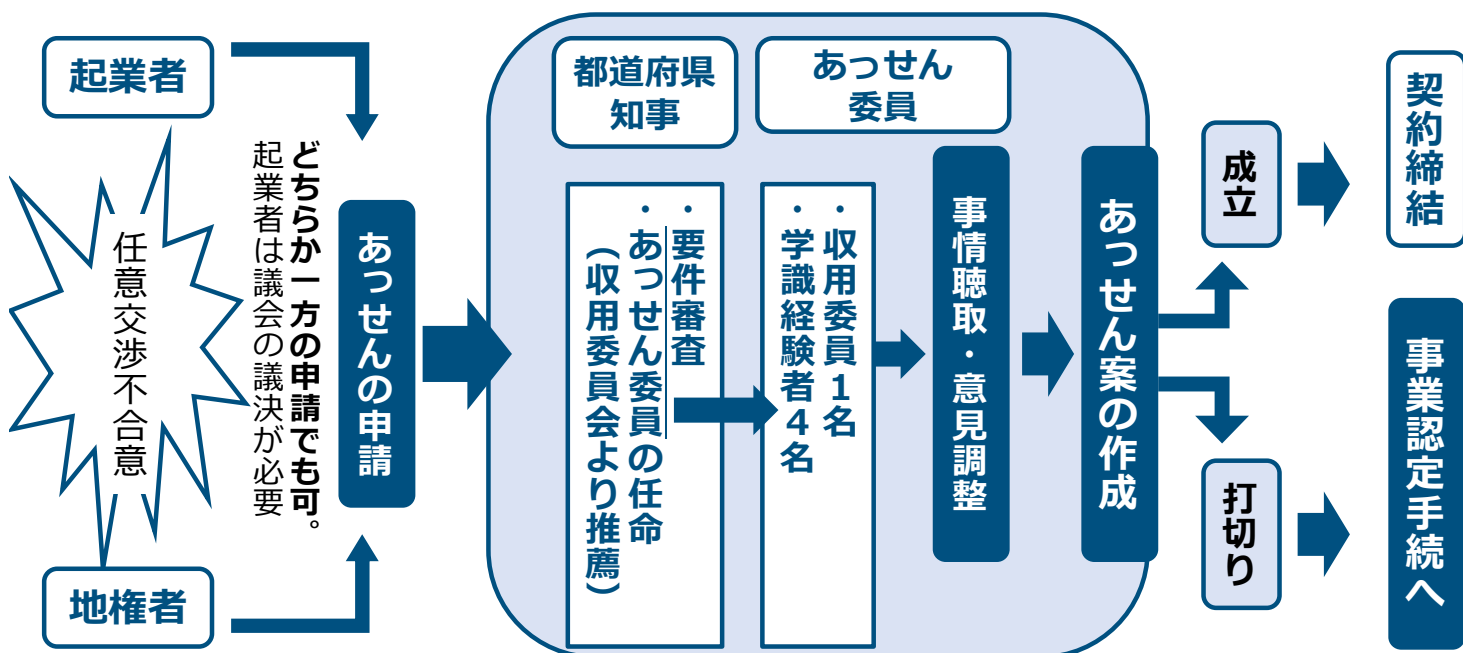 起業者
任意交渉不合意
地権者
どちらか一方の申請でも可。
起業者は議会の議決が必要
あっせんの申請
都道府県
知事
・要件審査
・あっせん委員の任命
（収用委員会より推薦）
あっせん
委員
・収用委員１名
・学識経験者４名
事情聴取・意見調整
あっせん案の作成
成立
契約締結
打切り
事業認定手続へ